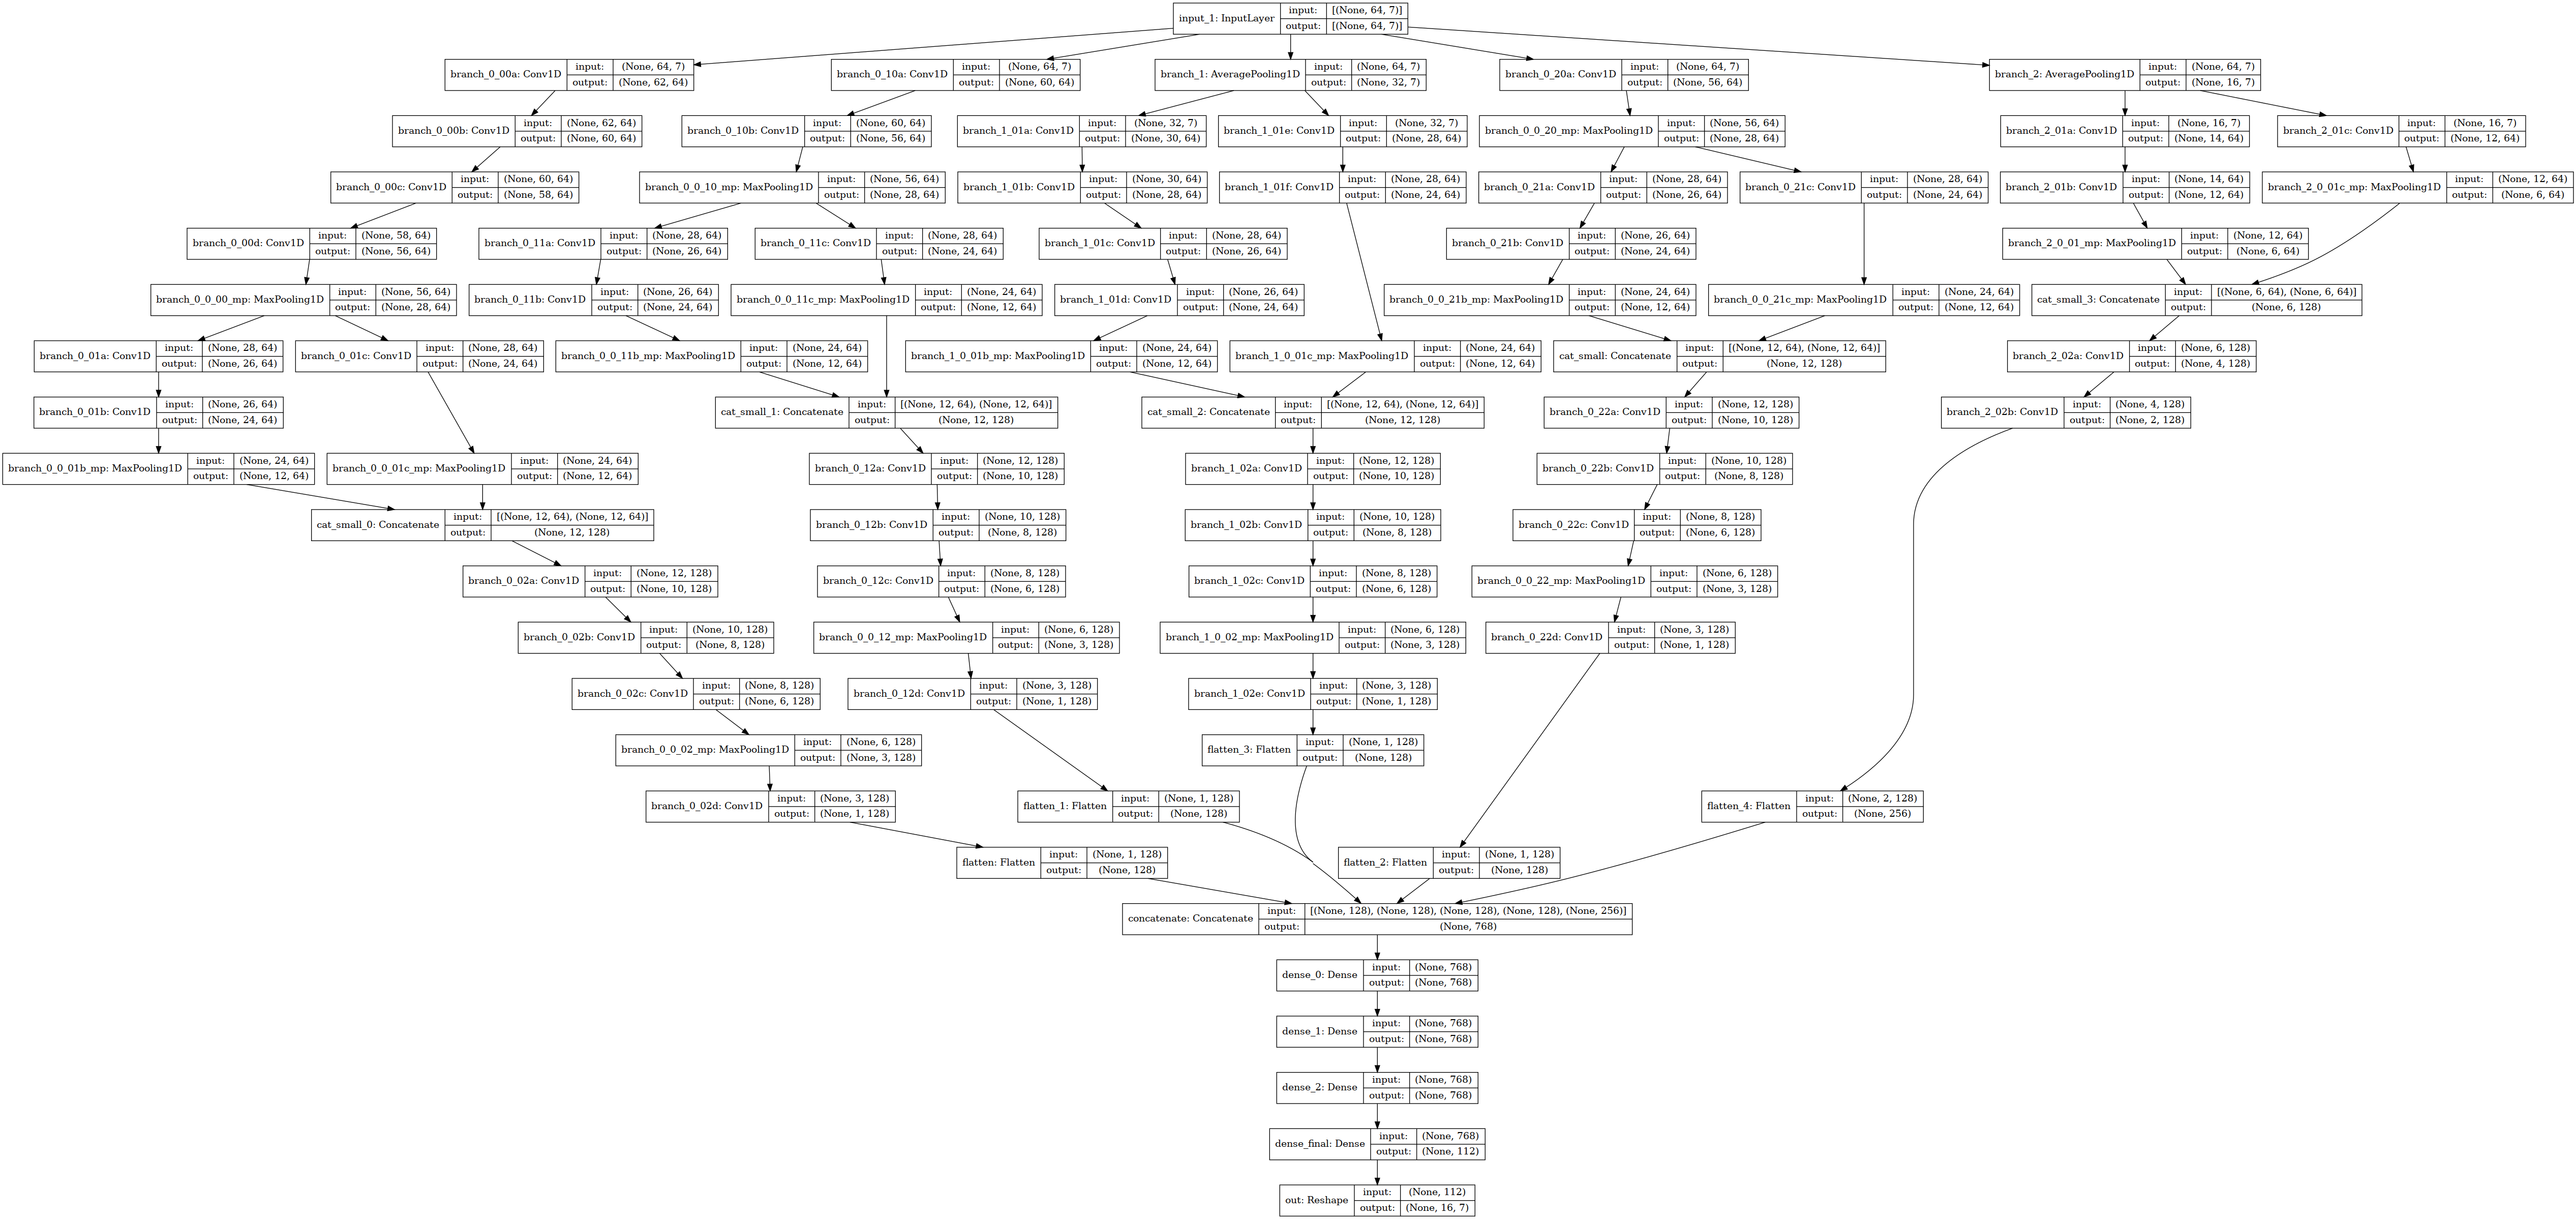 input_1: InputLayer input: [(None, 64, 7)] output: [(None, 64, 7)]
branch_0_00a: Conv1D input: (None, 64, 7) output: (None, 62, 64)
branch_0_10a: Conv1D input: (None, 64, 7) output: (None, 60, 64)
branch_1: AveragePooling1D input: (None, 64, 7) output: (None, 32, 7)
branch_0_20a: Conv1D input: (None, 64, 7) output: (None, 56, 64)
branch_2: AveragePooling1D input: (None, 64, 7) output: (None, 16, 7)
branch_0_00b: Conv1D input: (None, 62, 64) output: (None, 60, 64)
branch_0_10b: Conv1D input: (None, 60, 64) output: (None, 56, 64)
branch_1_01a: Conv1D input: (None, 32, 7) output: (None, 30, 64)
branch_1_01e: Conv1D input: (None, 32, 7) output: (None, 28, 64)
branch_0_0_20_mp: MaxPooling1D input: (None, 56, 64) output: (None, 28, 64)
branch_2_01a: Conv1D input: (None, 16, 7) output: (None, 14, 64)
branch_2_01c: Conv1D input: (None, 16, 7) output: (None, 12, 64)
branch_0_00c: Conv1D input: (None, 60, 64) output: (None, 58, 64)
branch_0_0_10_mp: MaxPooling1D input: (None, 56, 64) output: (None, 28, 64)
branch_1_01b: Conv1D input: (None, 30, 64) output: (None, 28, 64)
branch_1_01f: Conv1D input: (None, 28, 64) output: (None, 24, 64)
branch_0_21a: Conv1D input: (None, 28, 64) output: (None, 26, 64)
branch_0_21c: Conv1D input: (None, 28, 64) output: (None, 24, 64)
branch_2_01b: Conv1D input: (None, 14, 64) output: (None, 12, 64)
branch_2_0_01c_mp: MaxPooling1D input: (None, 12, 64) output: (None, 6, 64)
branch_0_00d: Conv1D input: (None, 58, 64) output: (None, 56, 64)
branch_0_11a: Conv1D input: (None, 28, 64) output: (None, 26, 64)
branch_0_11c: Conv1D input: (None, 28, 64) output: (None, 24, 64)
branch_1_01c: Conv1D input: (None, 28, 64) output: (None, 26, 64)
branch_0_21b: Conv1D input: (None, 26, 64) output: (None, 24, 64)
branch_2_0_01_mp: MaxPooling1D input: (None, 12, 64) output: (None, 6, 64)
branch_0_0_00_mp: MaxPooling1D input: (None, 56, 64) output: (None, 28, 64)
branch_0_11b: Conv1D input: (None, 26, 64) output: (None, 24, 64)
branch_0_0_11c_mp: MaxPooling1D input: (None, 24, 64) output: (None, 12, 64)
branch_1_01d: Conv1D input: (None, 26, 64) output: (None, 24, 64)
branch_0_0_21b_mp: MaxPooling1D input: (None, 24, 64) output: (None, 12, 64)
branch_0_0_21c_mp: MaxPooling1D input: (None, 24, 64) output: (None, 12, 64)
cat_small_3: Concatenate input: [(None, 6, 64), (None, 6, 64)] output: (None, 6, 128)
branch_0_01a: Conv1D input: (None, 28, 64) output: (None, 26, 64)
branch_0_01c: Conv1D input: (None, 28, 64) output: (None, 24, 64)
branch_0_0_11b_mp: MaxPooling1D input: (None, 24, 64) output: (None, 12, 64)
branch_1_0_01b_mp: MaxPooling1D input: (None, 24, 64) output: (None, 12, 64)
branch_1_0_01c_mp: MaxPooling1D input: (None, 24, 64) output: (None, 12, 64)
cat_small: Concatenate input: [(None, 12, 64), (None, 12, 64)] output: (None, 12, 128)
branch_2_02a: Conv1D input: (None, 6, 128) output: (None, 4, 128)
branch_0_01b: Conv1D input: (None, 26, 64) output: (None, 24, 64)
cat_small_1: Concatenate input: [(None, 12, 64), (None, 12, 64)] output: (None, 12, 128)
cat_small_2: Concatenate input: [(None, 12, 64), (None, 12, 64)] output: (None, 12, 128)
branch_0_22a: Conv1D input: (None, 12, 128) output: (None, 10, 128)
branch_2_02b: Conv1D input: (None, 4, 128) output: (None, 2, 128)
branch_0_0_01b_mp: MaxPooling1D input: (None, 24, 64) output: (None, 12, 64)
branch_0_0_01c_mp: MaxPooling1D input: (None, 24, 64) output: (None, 12, 64)
branch_0_12a: Conv1D input: (None, 12, 128) output: (None, 10, 128)
branch_1_02a: Conv1D input: (None, 12, 128) output: (None, 10, 128)
branch_0_22b: Conv1D input: (None, 10, 128) output: (None, 8, 128)
cat_small_0: Concatenate input: [(None, 12, 64), (None, 12, 64)] output: (None, 12, 128)
branch_0_12b: Conv1D input: (None, 10, 128) output: (None, 8, 128)
branch_1_02b: Conv1D input: (None, 10, 128) output: (None, 8, 128)
branch_0_22c: Conv1D input: (None, 8, 128) output: (None, 6, 128)
branch_0_02a: Conv1D input: (None, 12, 128) output: (None, 10, 128)
branch_0_12c: Conv1D input: (None, 8, 128) output: (None, 6, 128)
branch_1_02c: Conv1D input: (None, 8, 128) output: (None, 6, 128)
branch_0_0_22_mp: MaxPooling1D input: (None, 6, 128) output: (None, 3, 128)
branch_0_02b: Conv1D input: (None, 10, 128) output: (None, 8, 128)
branch_0_0_12_mp: MaxPooling1D input: (None, 6, 128) output: (None, 3, 128)
branch_1_0_02_mp: MaxPooling1D input: (None, 6, 128) output: (None, 3, 128)
branch_0_22d: Conv1D input: (None, 3, 128) output: (None, 1, 128)
branch_0_02c: Conv1D input: (None, 8, 128) output: (None, 6, 128)
branch_0_12d: Conv1D input: (None, 3, 128) output: (None, 1, 128)
branch_1_02e: Conv1D input: (None, 3, 128) output: (None, 1, 128)
branch_0_0_02_mp: MaxPooling1D input: (None, 6, 128) output: (None, 3, 128)
flatten_3: Flatten input: (None, 1, 128) output: (None, 128)
branch_0_02d: Conv1D input: (None, 3, 128) output: (None, 1, 128)
flatten_1: Flatten input: (None, 1, 128) output: (None, 128)
flatten_4: Flatten input: (None, 2, 128) output: (None, 256)
flatten: Flatten input: (None, 1, 128) output: (None, 128)
flatten_2: Flatten input: (None, 1, 128) output: (None, 128)
concatenate: Concatenate input: [(None, 128), (None, 128), (None, 128), (None, 128), (None, 256)] output: (None, 768)
dense_0: Dense input: (None, 768) output: (None, 768)
dense_1: Dense input: (None, 768) output: (None, 768)
dense_2: Dense input: (None, 768) output: (None, 768)
dense_final: Dense input: (None, 768) output: (None, 112)
out: Reshape input: (None, 112) output: (None, 16, 7)